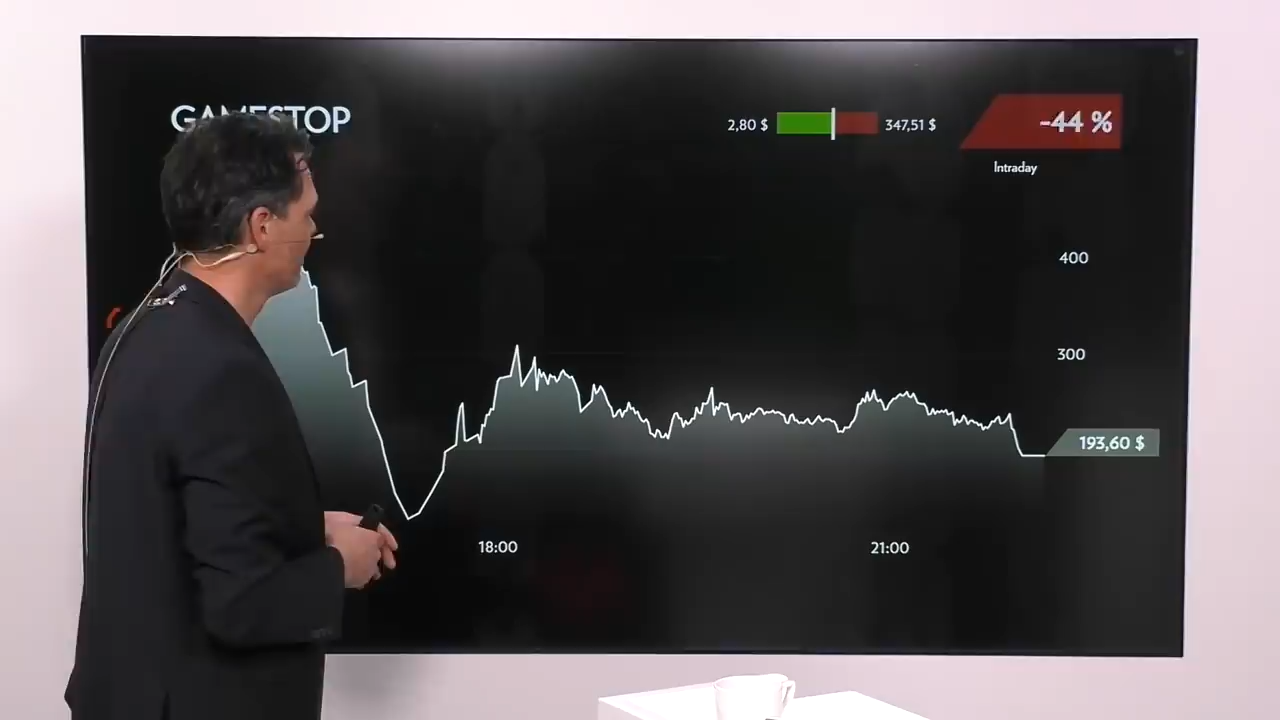 GAMESTOP
2,80 $ 347,51 $
-44 %
Intraday
400
300
193,60 $
18:00 21:00